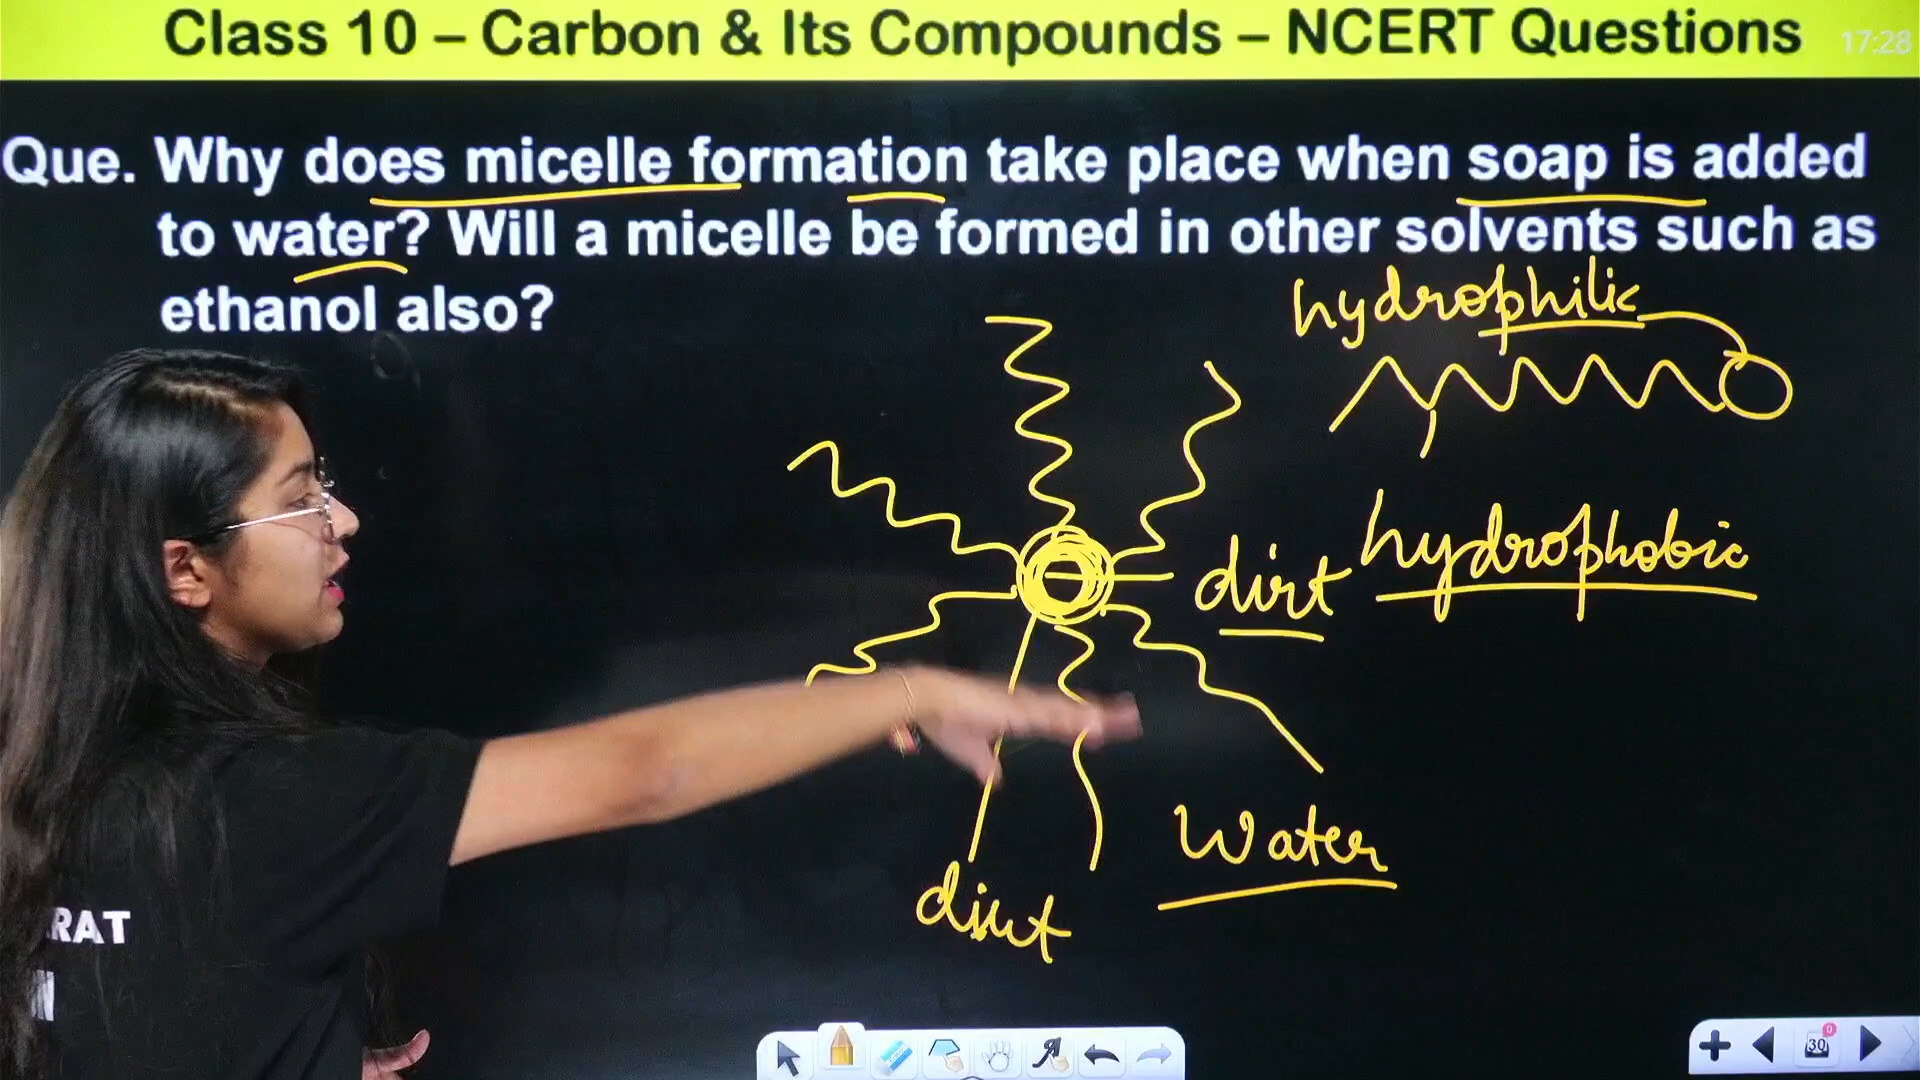 Class 10 – Carbon & Its Compounds – NCERT Questions
17:28
Que. Why does micelle formation take place when soap is added
to water? Will a micelle be formed in other solvents such as
ethanol also?
hydrophilic
dirt hydrophobic
Water
dirt
RAT
N
30
0